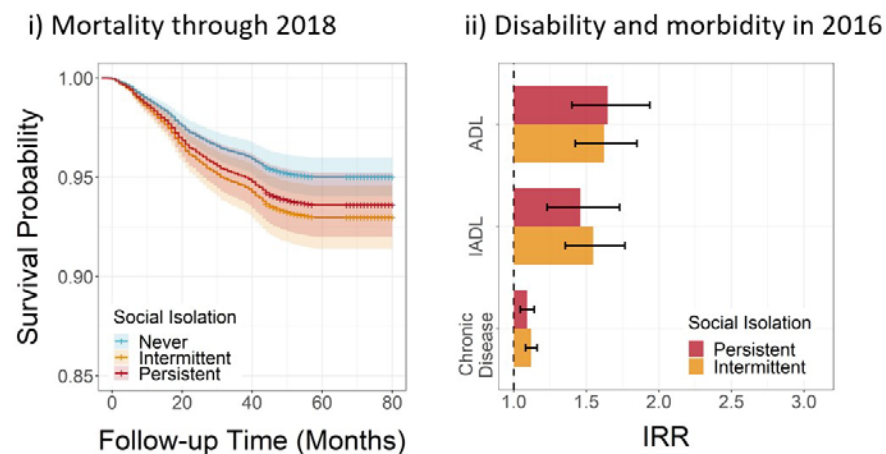 i) Mortality through 2018
Survival Probability
1.00
0.95
0.90
0.85
Social Isolation
Never
Intermittent
Persistent
0
20
40
60
80
Follow-up Time (Months)
ii) Disability and morbidity in 2016
ADL
IADL
Chronic
Disease
Social Isolation
Persistent
Intermittent
1.0
1.5
2.0
2.5
3.0
IRR